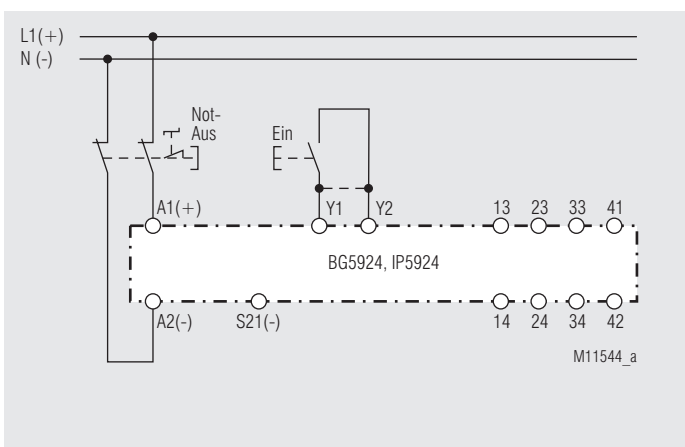 L1(+)
N (-)
Not-
Aus
Ein
A1(+)
Y1
Y2
13
23
33
41
BG5924, IP5924
A2(-)
S21(-)
14
24
34
42
M11544_a